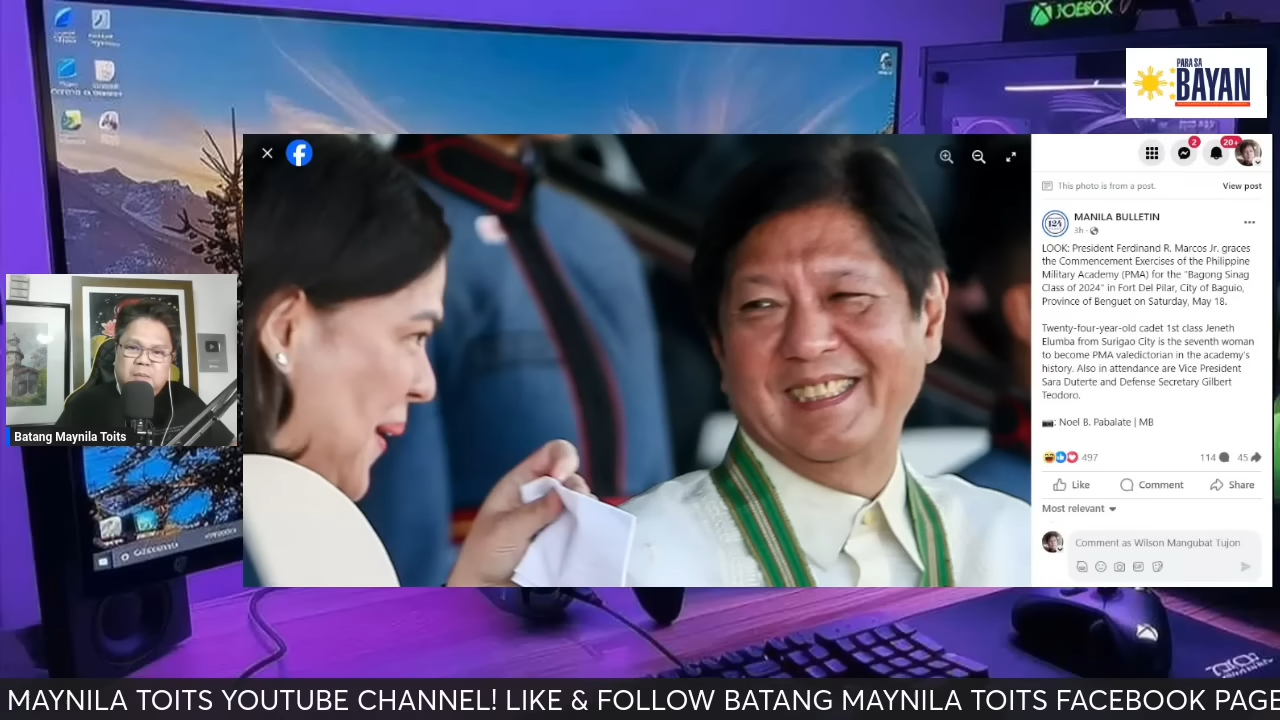 JOEBOX
PARA SA
BAYAN
2
20+
This photo is from a post.
View post
124
MANILA BULLETIN
3h ·
LOOK: President Ferdinand R. Marcos Jr. graces
the Commencement Exercises of the Philippine
Military Academy (PMA) for the "Bagong Sinag
Class of 2024" in Fort Del Pilar, City of Baguio,
Province of Benguet on Saturday, May 18.
Twenty-four-year-old cadet 1st class Jeneth
Elumba from Surigao City is the seventh woman
to become PMA valedictorian in the academy's
history. Also in attendance are Vice President
Sara Duterte and Defense Secretary Gilbert
Teodoro.
: Noel B. Pabalate | MB
497
114
45
Like
Comment
Share
Most relevant
Comment as Wilson Mangubat Tujon
Batang Maynila Toits
MAYNILA TOITS YOUTUBE CHANNEL! LIKE & FOLLOW BATANG MAYNILA TOITS FACEBOOK PAGE